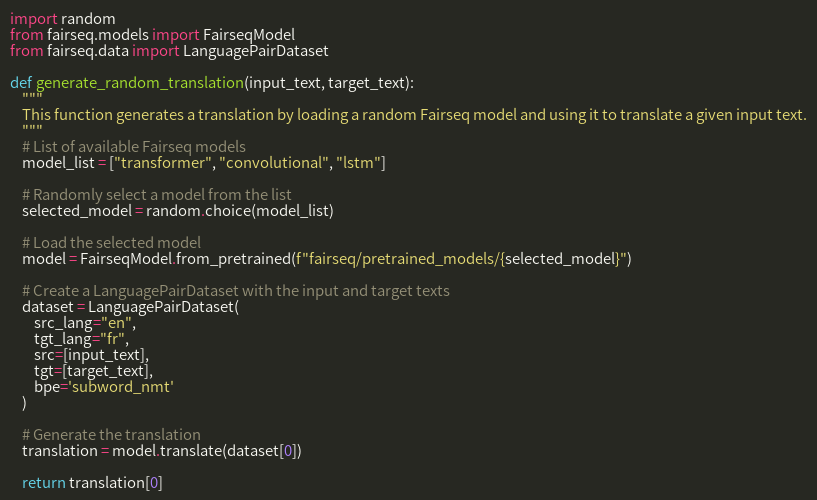 import random
from fairseq.models import FairseqModel
from fairseq.data import LanguagePairDataset

def generate_random_translation(input_text, target_text):
    """
    This function generates a translation by loading a random Fairseq model and using it to translate a given input text.
    """
    # List of available Fairseq models
    model_list = ["transformer", "convolutional", "lstm"]

    # Randomly select a model from the list
    selected_model = random.choice(model_list)

    # Load the selected model
    model = FairseqModel.from_pretrained(f"fairseq/pretrained_models/{selected_model}")

    # Create a LanguagePairDataset with the input and target texts
    dataset = LanguagePairDataset(
        src_lang="en",
        tgt_lang="fr",
        src=[input_text],
        tgt=[target_text],
        bpe='subword_nmt'
    )

    # Generate the translation
    translation = model.translate(dataset[0])

    return translation[0]